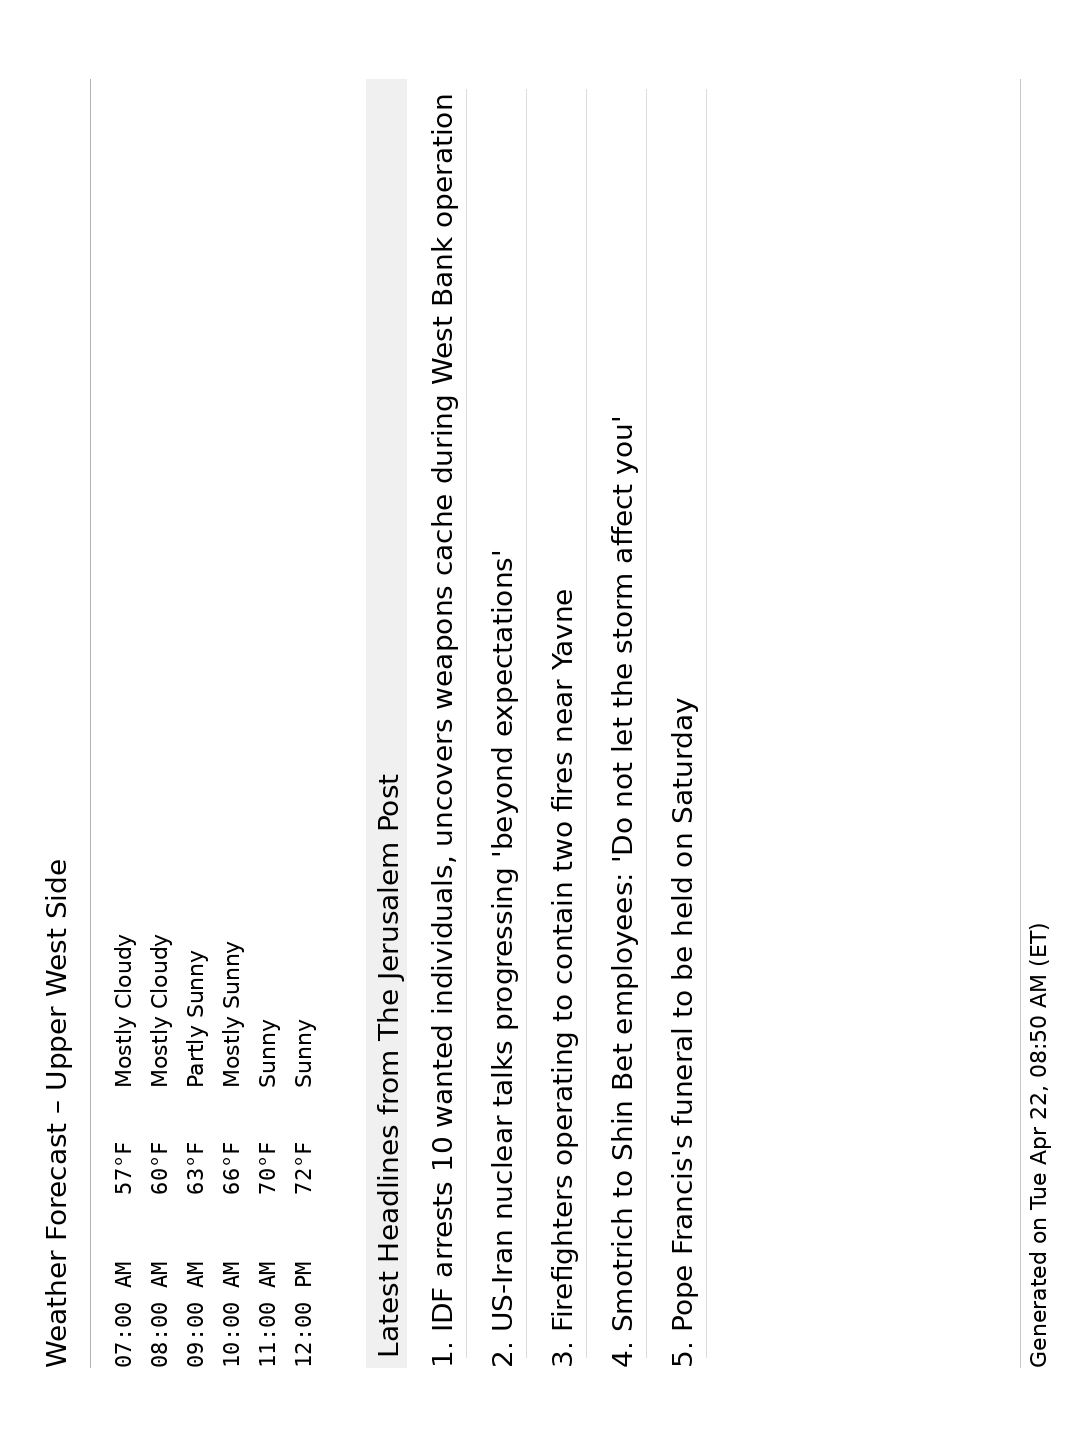 Weather Forecast – Upper West Side
07:00 AM 57°F Mostly Cloudy
08:00 AM 60°F Mostly Cloudy
09:00 AM 63°F Partly Sunny
10:00 AM 66°F Mostly Sunny
11:00 AM 70°F Sunny
12:00 PM 72°F Sunny
Latest Headlines from The Jerusalem Post
1. IDF arrests 10 wanted individuals, uncovers weapons cache during West Bank operation
2. US-Iran nuclear talks progressing 'beyond expectations'
3. Firefighters operating to contain two fires near Yavne
4. Smotrich to Shin Bet employees: 'Do not let the storm affect you'
5. Pope Francis's funeral to be held on Saturday
Generated on Tue Apr 22, 08:50 AM (ET)